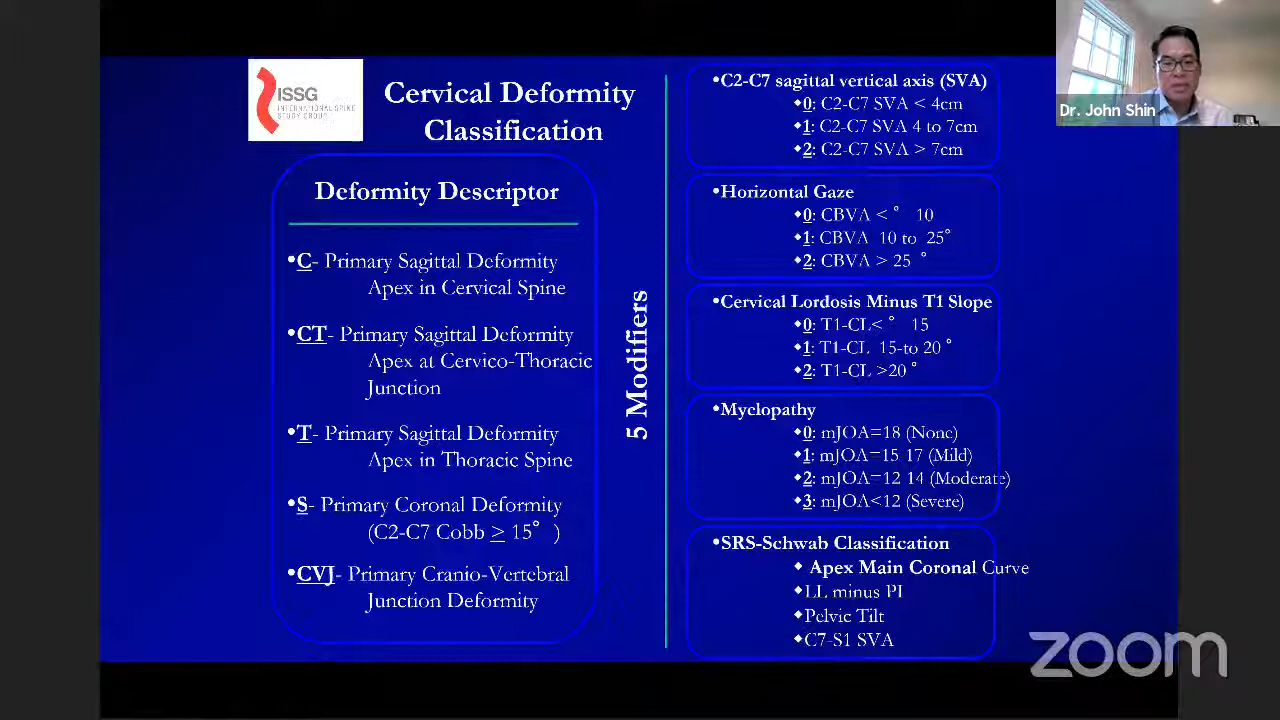 ISSG
INTERNATIONAL SPINE
STUDY GROUP
Cervical Deformity
Classification
Deformity Descriptor
•C- Primary Sagittal Deformity
Apex in Cervical Spine
•CT- Primary Sagittal Deformity
Apex at Cervico-Thoracic
Junction
•T- Primary Sagittal Deformity
Apex in Thoracic Spine
•S- Primary Coronal Deformity
(C2-C7 Cobb ≥ 15° )
•CVJ- Primary Cranio-Vertebral
Junction Deformity
5 Modifiers
•C2-C7 sagittal vertical axis (SVA)
◆0: C2-C7 SVA < 4cm
◆1: C2-C7 SVA 4 to 7cm
◆2: C2-C7 SVA > 7cm
•Horizontal Gaze
◆0: CBVA < ° 10
◆1: CBVA 10 to 25°
◆2: CBVA > 25 °
•Cervical Lordosis Minus T1 Slope
◆0: T1-CL< ° 15
◆1: T1-CL 15-to 20 °
◆2: T1-CL >20 °
•Myelopathy
◆0: mJOA=18 (None)
◆1: mJOA=15-17 (Mild)
◆2: mJOA=12-14 (Moderate)
◆3: mJOA<12 (Severe)
•SRS-Schwab Classification
◆ Apex Main Coronal Curve
◆LL minus PI
◆Pelvic Tilt
◆C7-S1 SVA
Dr. John Shin
zoom